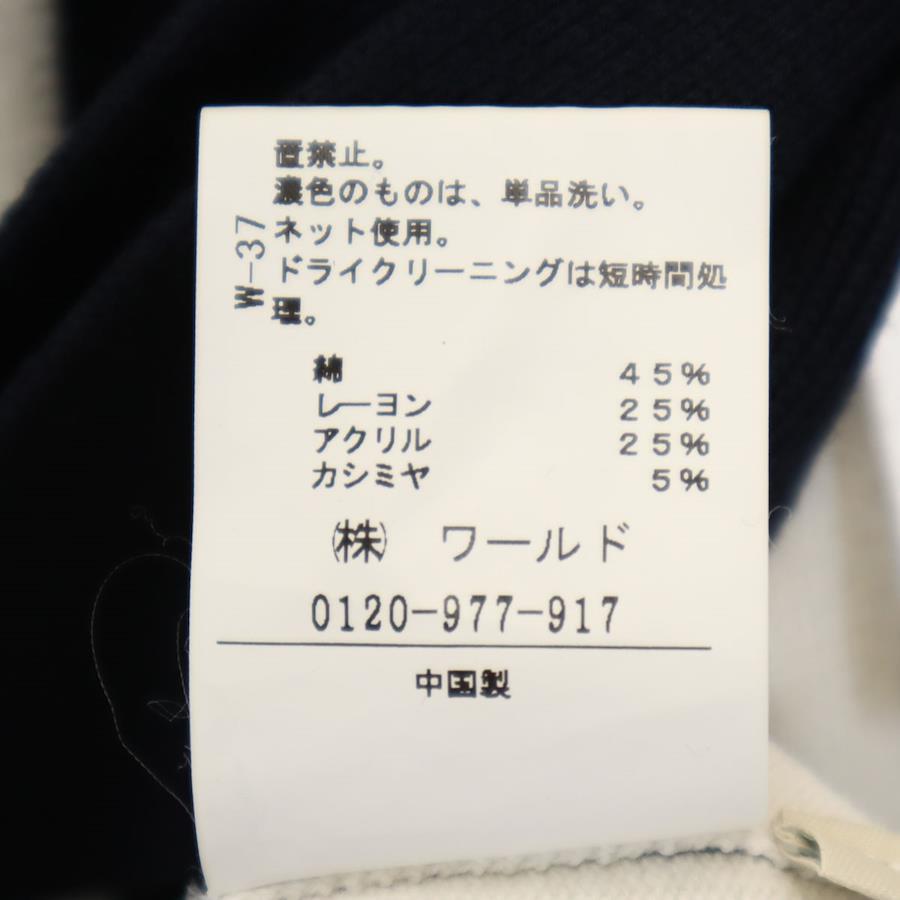 置禁止。
濃色のものは、単品洗い。
ネット使用。
ドライクリーニングは短時間処
理。
W-37
綿 45%
レーヨン 25%
アクリル 25%
カシミヤ 5%
㈱ ワールド
0120-977-917
中国製